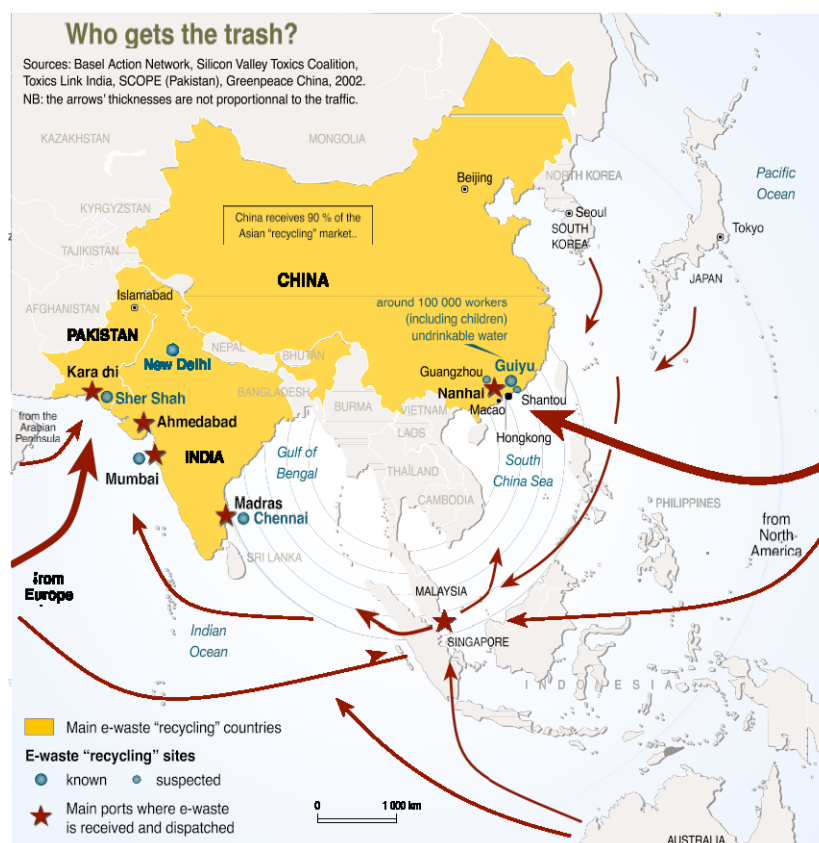 Who gets the trash?
Sources: Basel Action Network, Silicon Valley Toxics Coalition,
Toxics Link India, SCOPE (Pakistan), Greenpeace China, 2002.
NB: the arrows' thicknesses are not proportionnal to the traffic.
KAZAKHSTAN
MONGOLIA
KYRGYZSTAN
TAJIKISTAN
AFGHANISTAN
Beijing
NORTH KOREA
Seoul
SOUTH
KOREA
Pacific
Ocean
Tokyo
JAPAN
China receives 90 % of the
Asian "recycling" market..
CHINA
around 100 000 workers
(including children)
undrinkable water
Islamabad
PAKISTAN
New Delhi
NEPAL
BHUTAN
BANGLADESH
Kara chi
Sher Shah
Ahmedabad
INDIA
Mumbai
Madras
Chennai
SRI LANKA
from the
Arabian
Peninsula
Gulf of
Bengal
BURMA
LAOS
VIETNAM
THAÏLAND
CAMBODIA
Guangzhou
Guiyu
Nanhai
Shantou
Macao
Hongkong
South
China Sea
PHILIPPINES
from
North
America
from
Europe
Indian
Ocean
MALAYSIA
SINGAPORE
INDONESIA
AUSTRALIA
Main e-waste "recycling" countries
E-waste "recycling" sites
known suspected
Main ports where e-waste
is received and dispatched
0 1 000 km